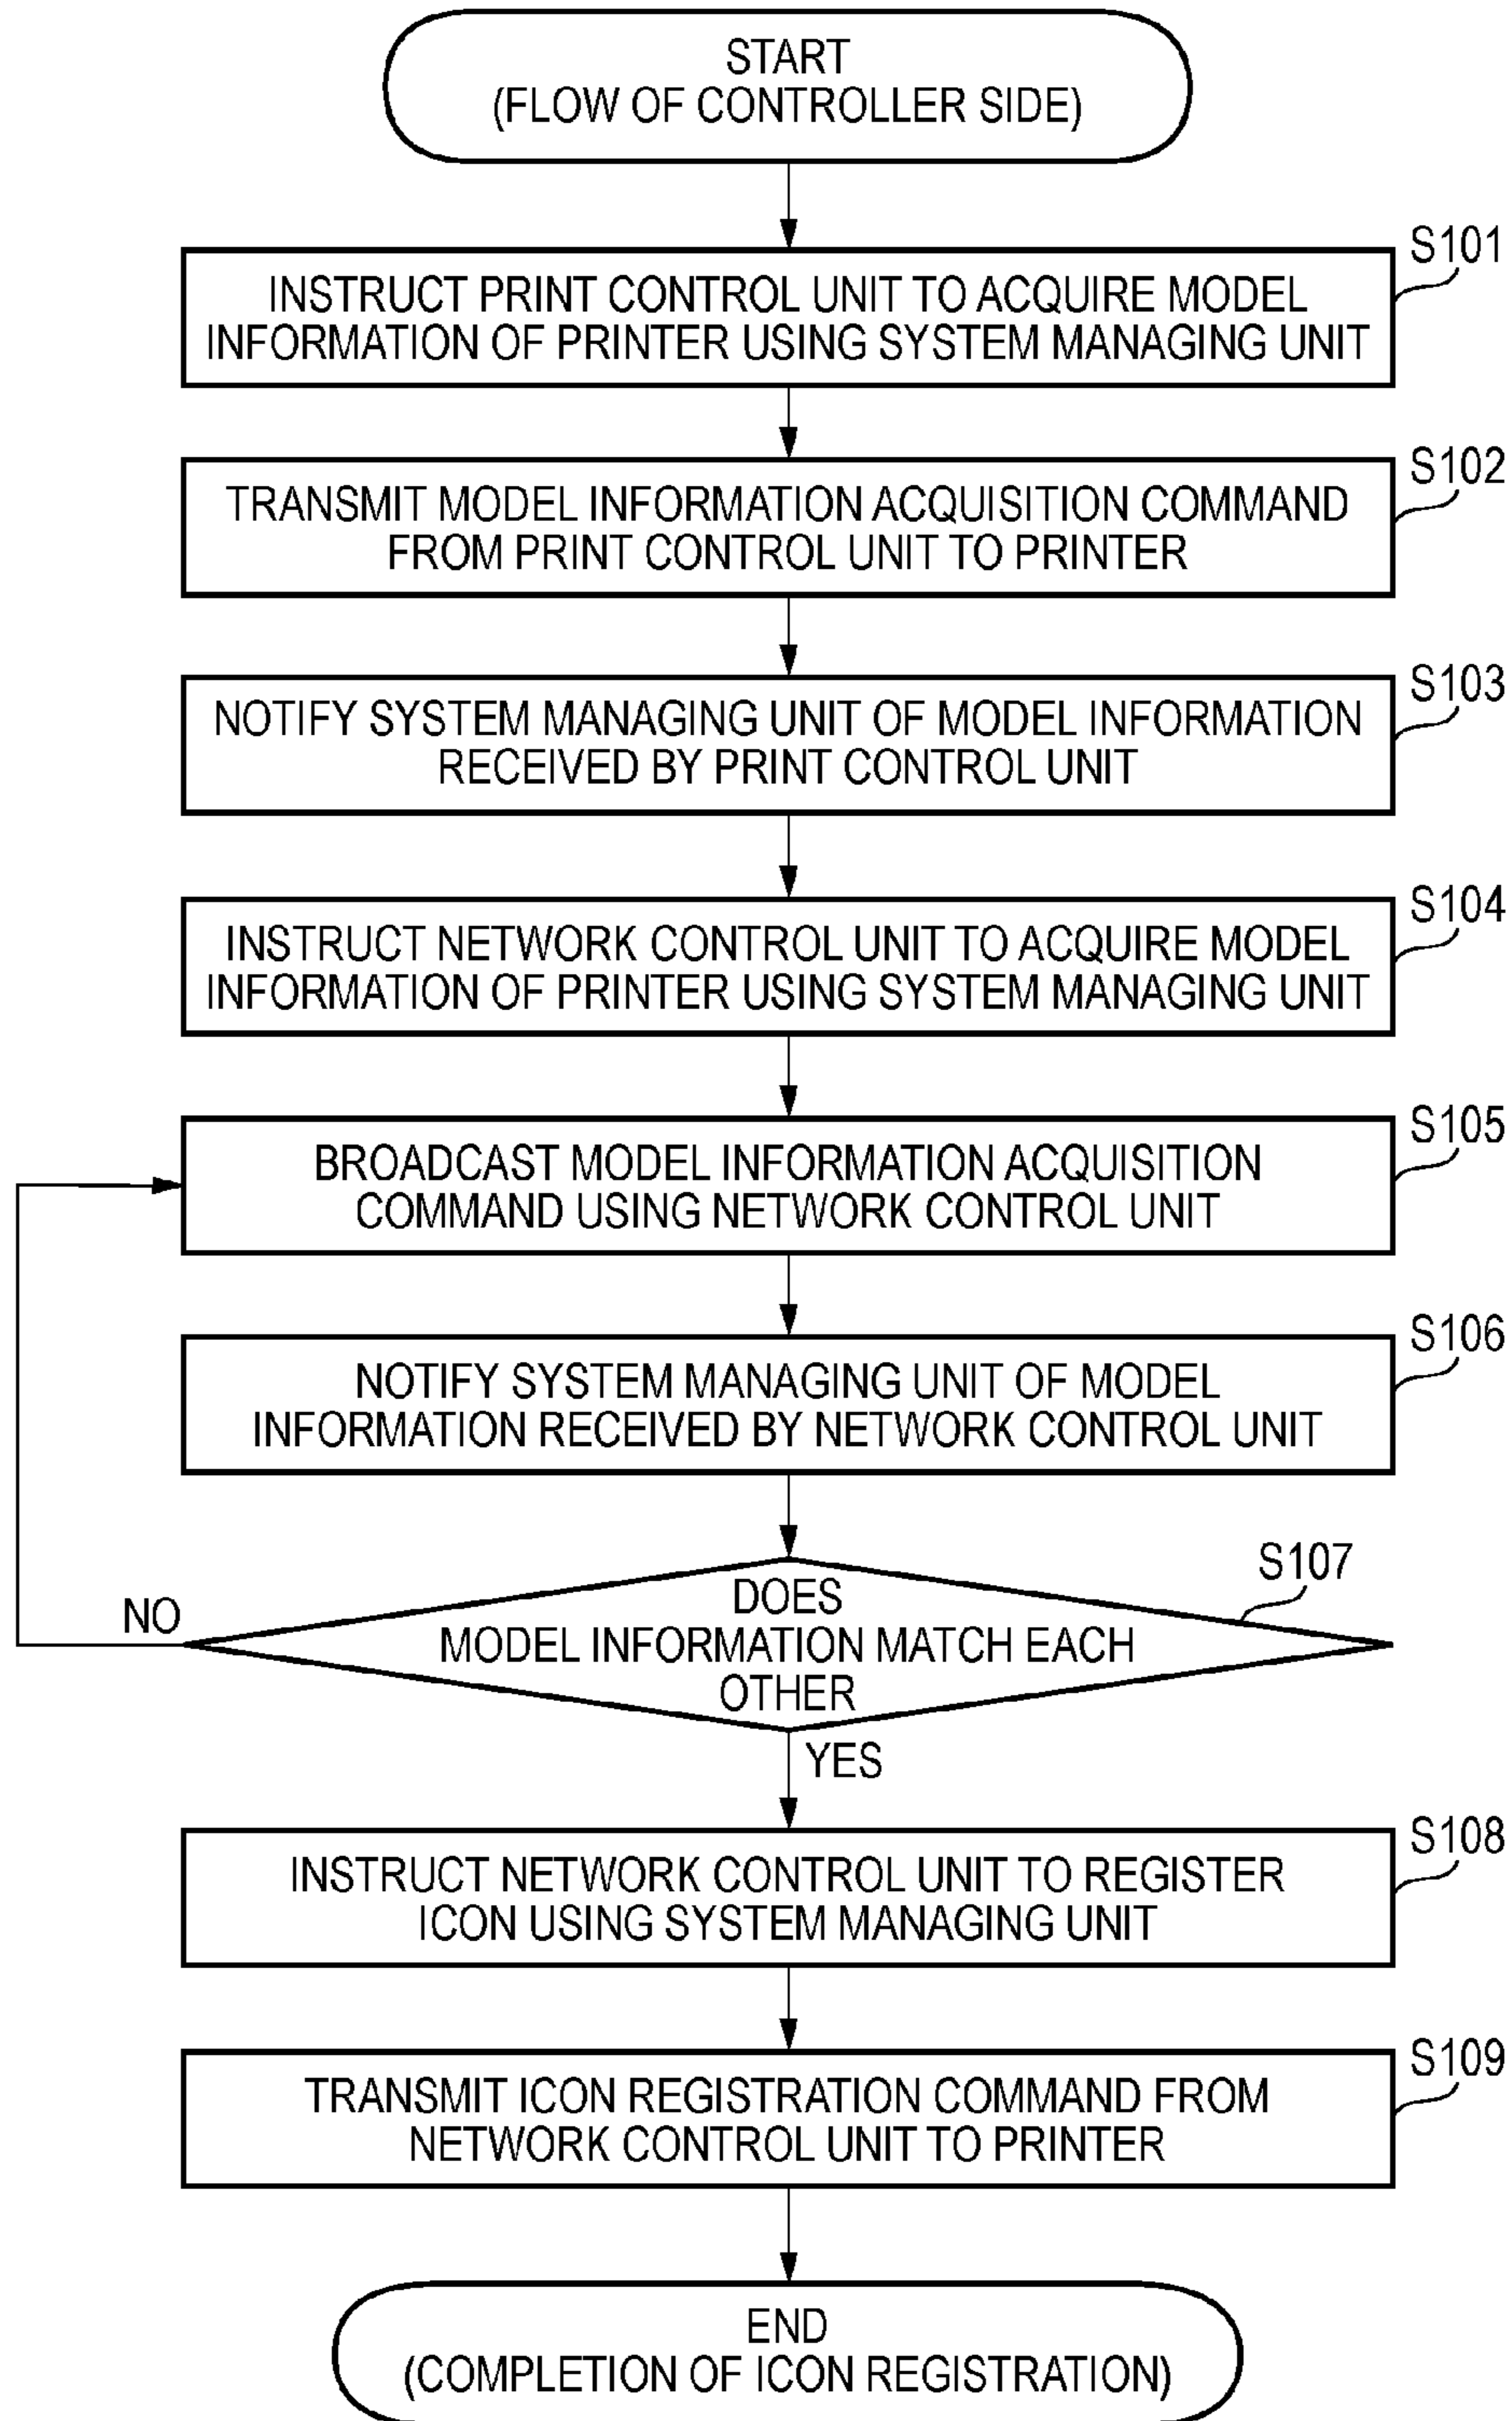 START
(FLOW OF CONTROLLER SIDE)
S101
INSTRUCT PRINT CONTROL UNIT TO ACQUIRE MODEL
INFORMATION OF PRINTER USING SYSTEM MANAGING UNIT
S102
TRANSMIT MODEL INFORMATION ACQUISITION COMMAND
FROM PRINT CONTROL UNIT TO PRINTER
S103
NOTIFY SYSTEM MANAGING UNIT OF MODEL INFORMATION
RECEIVED BY PRINT CONTROL UNIT
S104
INSTRUCT NETWORK CONTROL UNIT TO ACQUIRE MODEL
INFORMATION OF PRINTER USING SYSTEM MANAGING UNIT
S105
BROADCAST MODEL INFORMATION ACQUISITION
COMMAND USING NETWORK CONTROL UNIT
S106
NOTIFY SYSTEM MANAGING UNIT OF MODEL
INFORMATION RECEIVED BY NETWORK CONTROL UNIT
S107
DOES
MODEL INFORMATION MATCH EACH
OTHER
NO
YES
S108
INSTRUCT NETWORK CONTROL UNIT TO REGISTER
ICON USING SYSTEM MANAGING UNIT
S109
TRANSMIT ICON REGISTRATION COMMAND FROM
NETWORK CONTROL UNIT TO PRINTER
END
(COMPLETION OF ICON REGISTRATION)